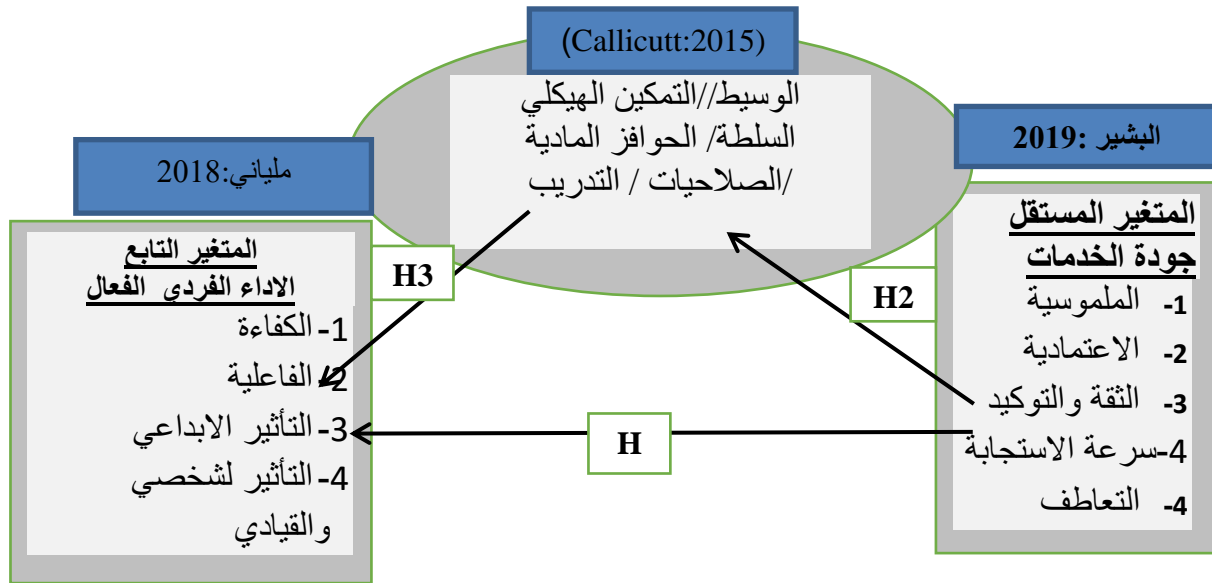 (Callicutt:2015)
الوسيط//التمكين الهيكلي
السلطة/ الحوافز المادية
/الصلاحيات / التدريب
البشير :2019
المتغير المستقل
جودة الخدمات
1- الملموسية
2- الاعتمادية
3- الثقة والتوكيد
4-سرعة الاستجابة
4- التعاطف
H2
H3
H
ملياني:2018
المتغير التابع
الاداء الفردي الفعال
1-الكفاءة
2-الفاعلية
3-التأثير الابداعي
4-التأثير لشخصي
والقيادي